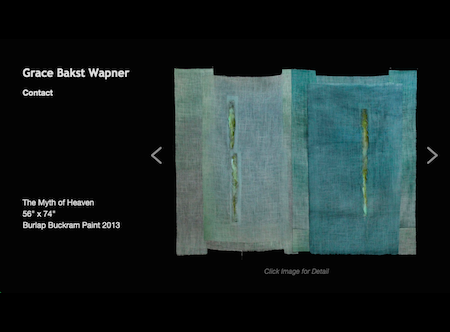 Grace Bakst Wapner
Contact
The Myth of Heaven
56" x 74"
Burlap Buckram Paint 2013
Click Image for Detail